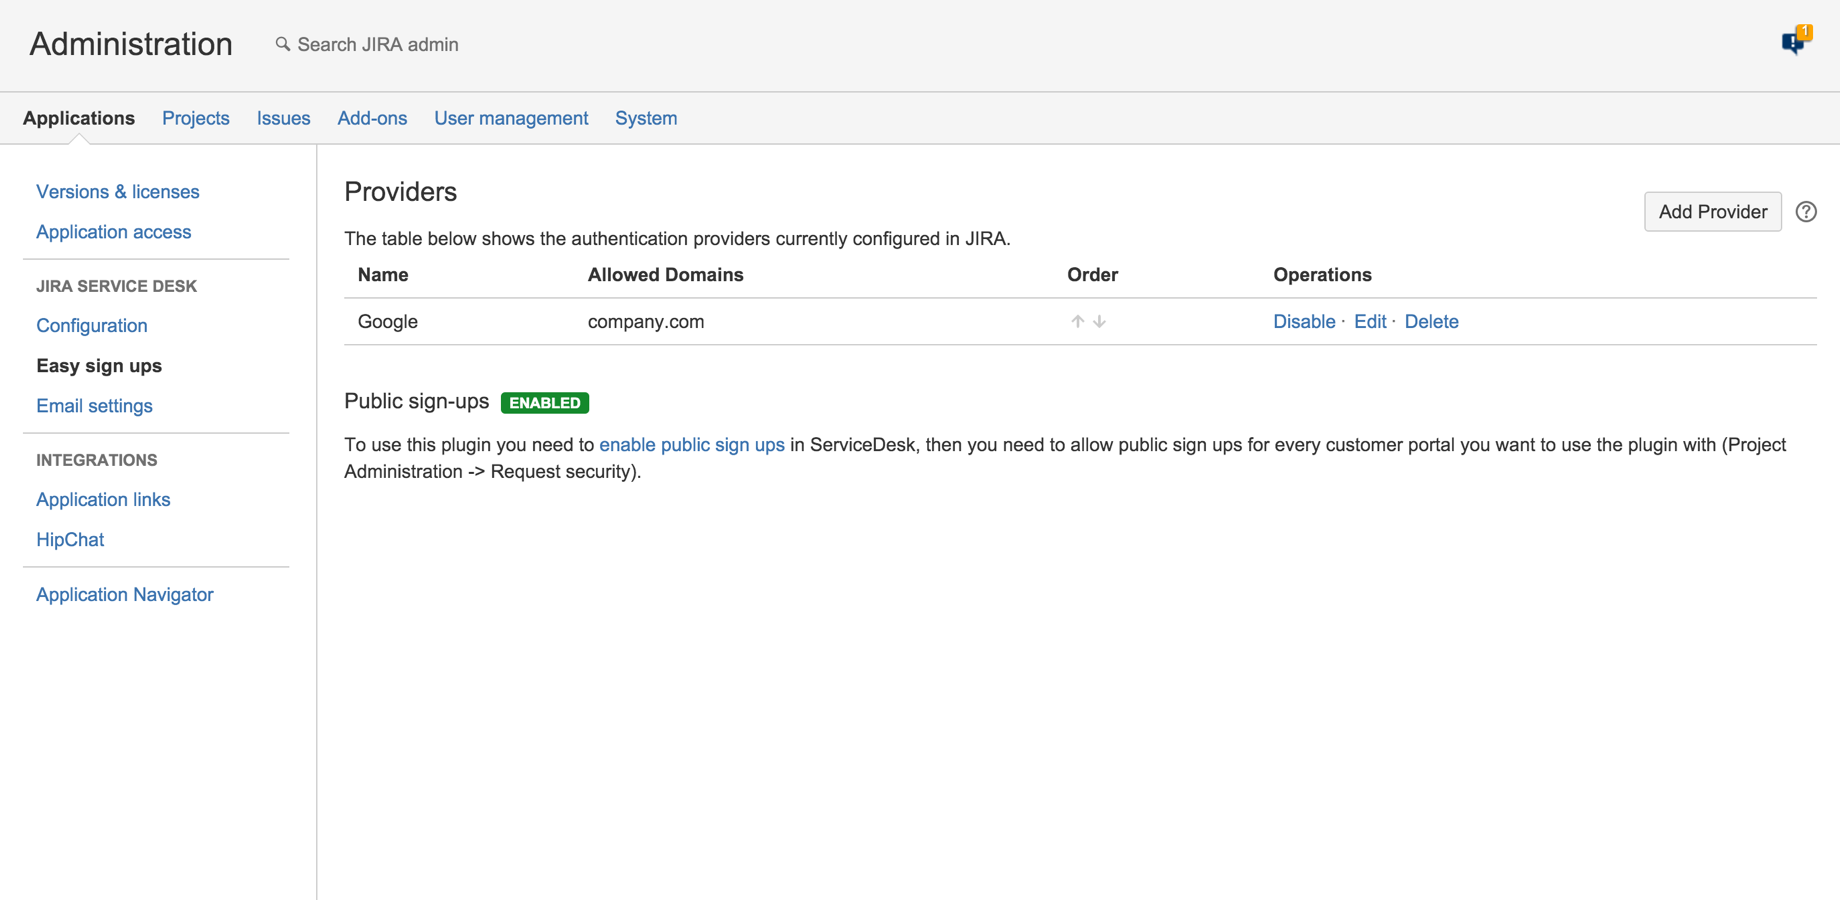 Administration
Search JIRA admin
1
Applications Projects Issues Add-ons User management System
Versions & licenses
Application access
JIRA SERVICE DESK
Configuration
Easy sign ups
Email settings
INTEGRATIONS
Application links
HipChat
Application Navigator
Providers
Add Provider
?
The table below shows the authentication providers currently configured in JIRA.
Name Allowed Domains Order Operations
Google company.com Disable · Edit · Delete
Public sign-ups ENABLED
To use this plugin you need to enable public sign ups in ServiceDesk, then you need to allow public sign ups for every customer portal you want to use the plugin with (Project
Administration -> Request security).